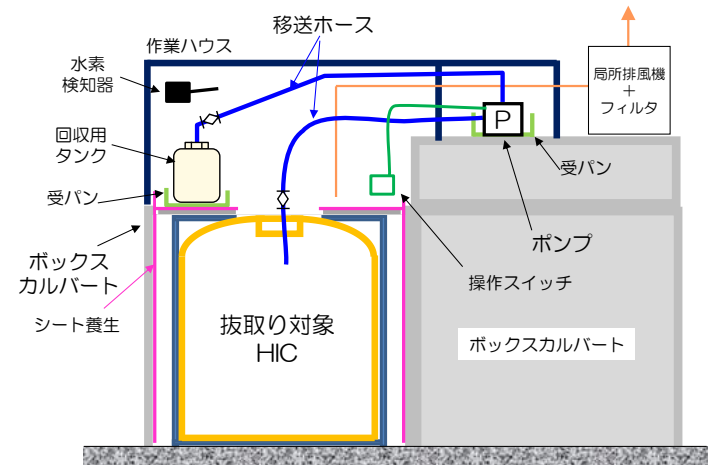 移送ホース
作業ハウス
水素
検知器
局所排風機
＋
フィルタ
P
回収用
タンク
受パン
受パン
ポンプ
ボックス
カルバート
操作スイッチ
シート養生
抜取り対象
HIC
ボックスカルバート